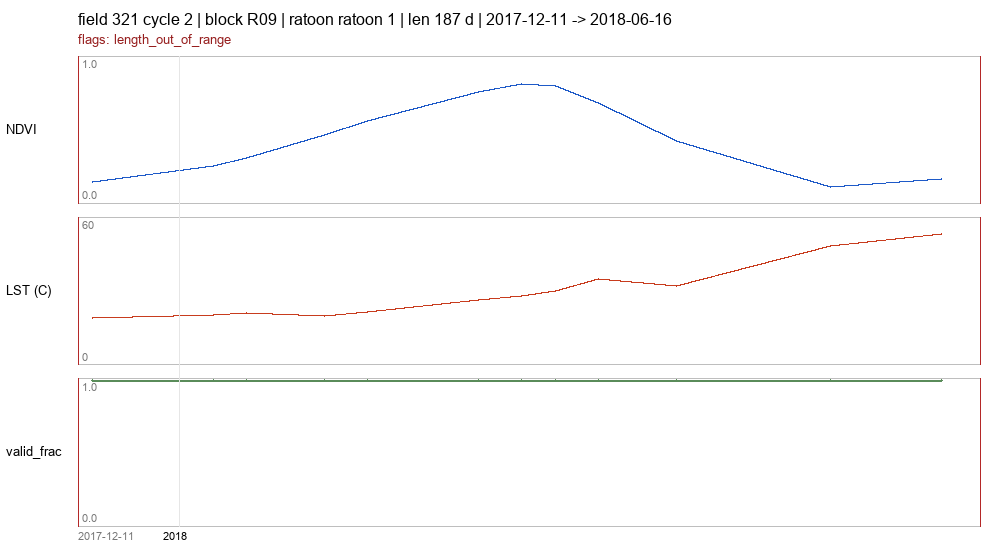 field 321 cycle 2 | block R09 | ratoon ratoon 1 | len 187 d | 2017-12-11 -> 2018-06-16
flags: length_out_of_range
1.0
NDVI
0.0
60
LST (C)
0
1.0
valid_frac
0.0
2017-12-11 2018